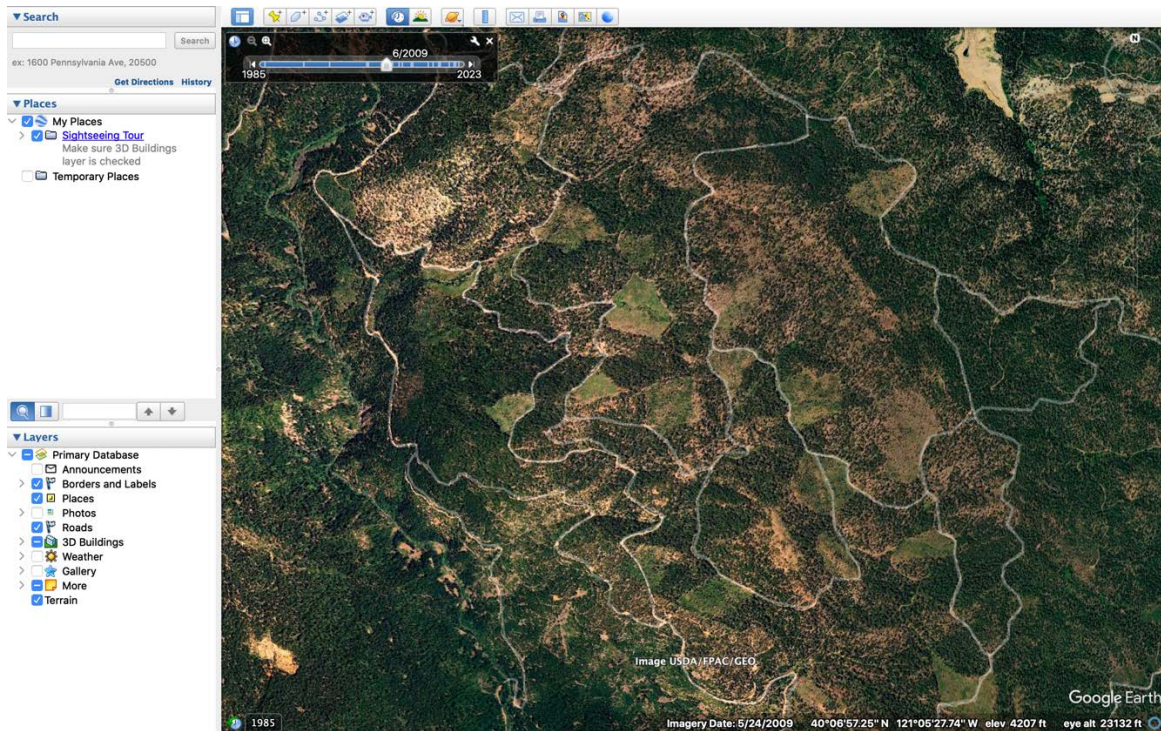 ▼ Search
Search
ex: 1600 Pennsylvania Ave, 20500
Get Directions History
▼ Places
My Places
Sightseeing Tour
Make sure 3D Buildings
layer is checked
Temporary Places
▼ Layers
Primary Database
Announcements
Borders and Labels
Places
Photos
Roads
3D Buildings
Weather
Gallery
More
Terrain
6/2009
1985
2023
N
Image USDA/FPAC/GEO
Google Earth
1985
Imagery Date: 5/24/2009 40°06'57.25" N 121°05'27.74" W elev 4207 ft eye alt 23132 ft